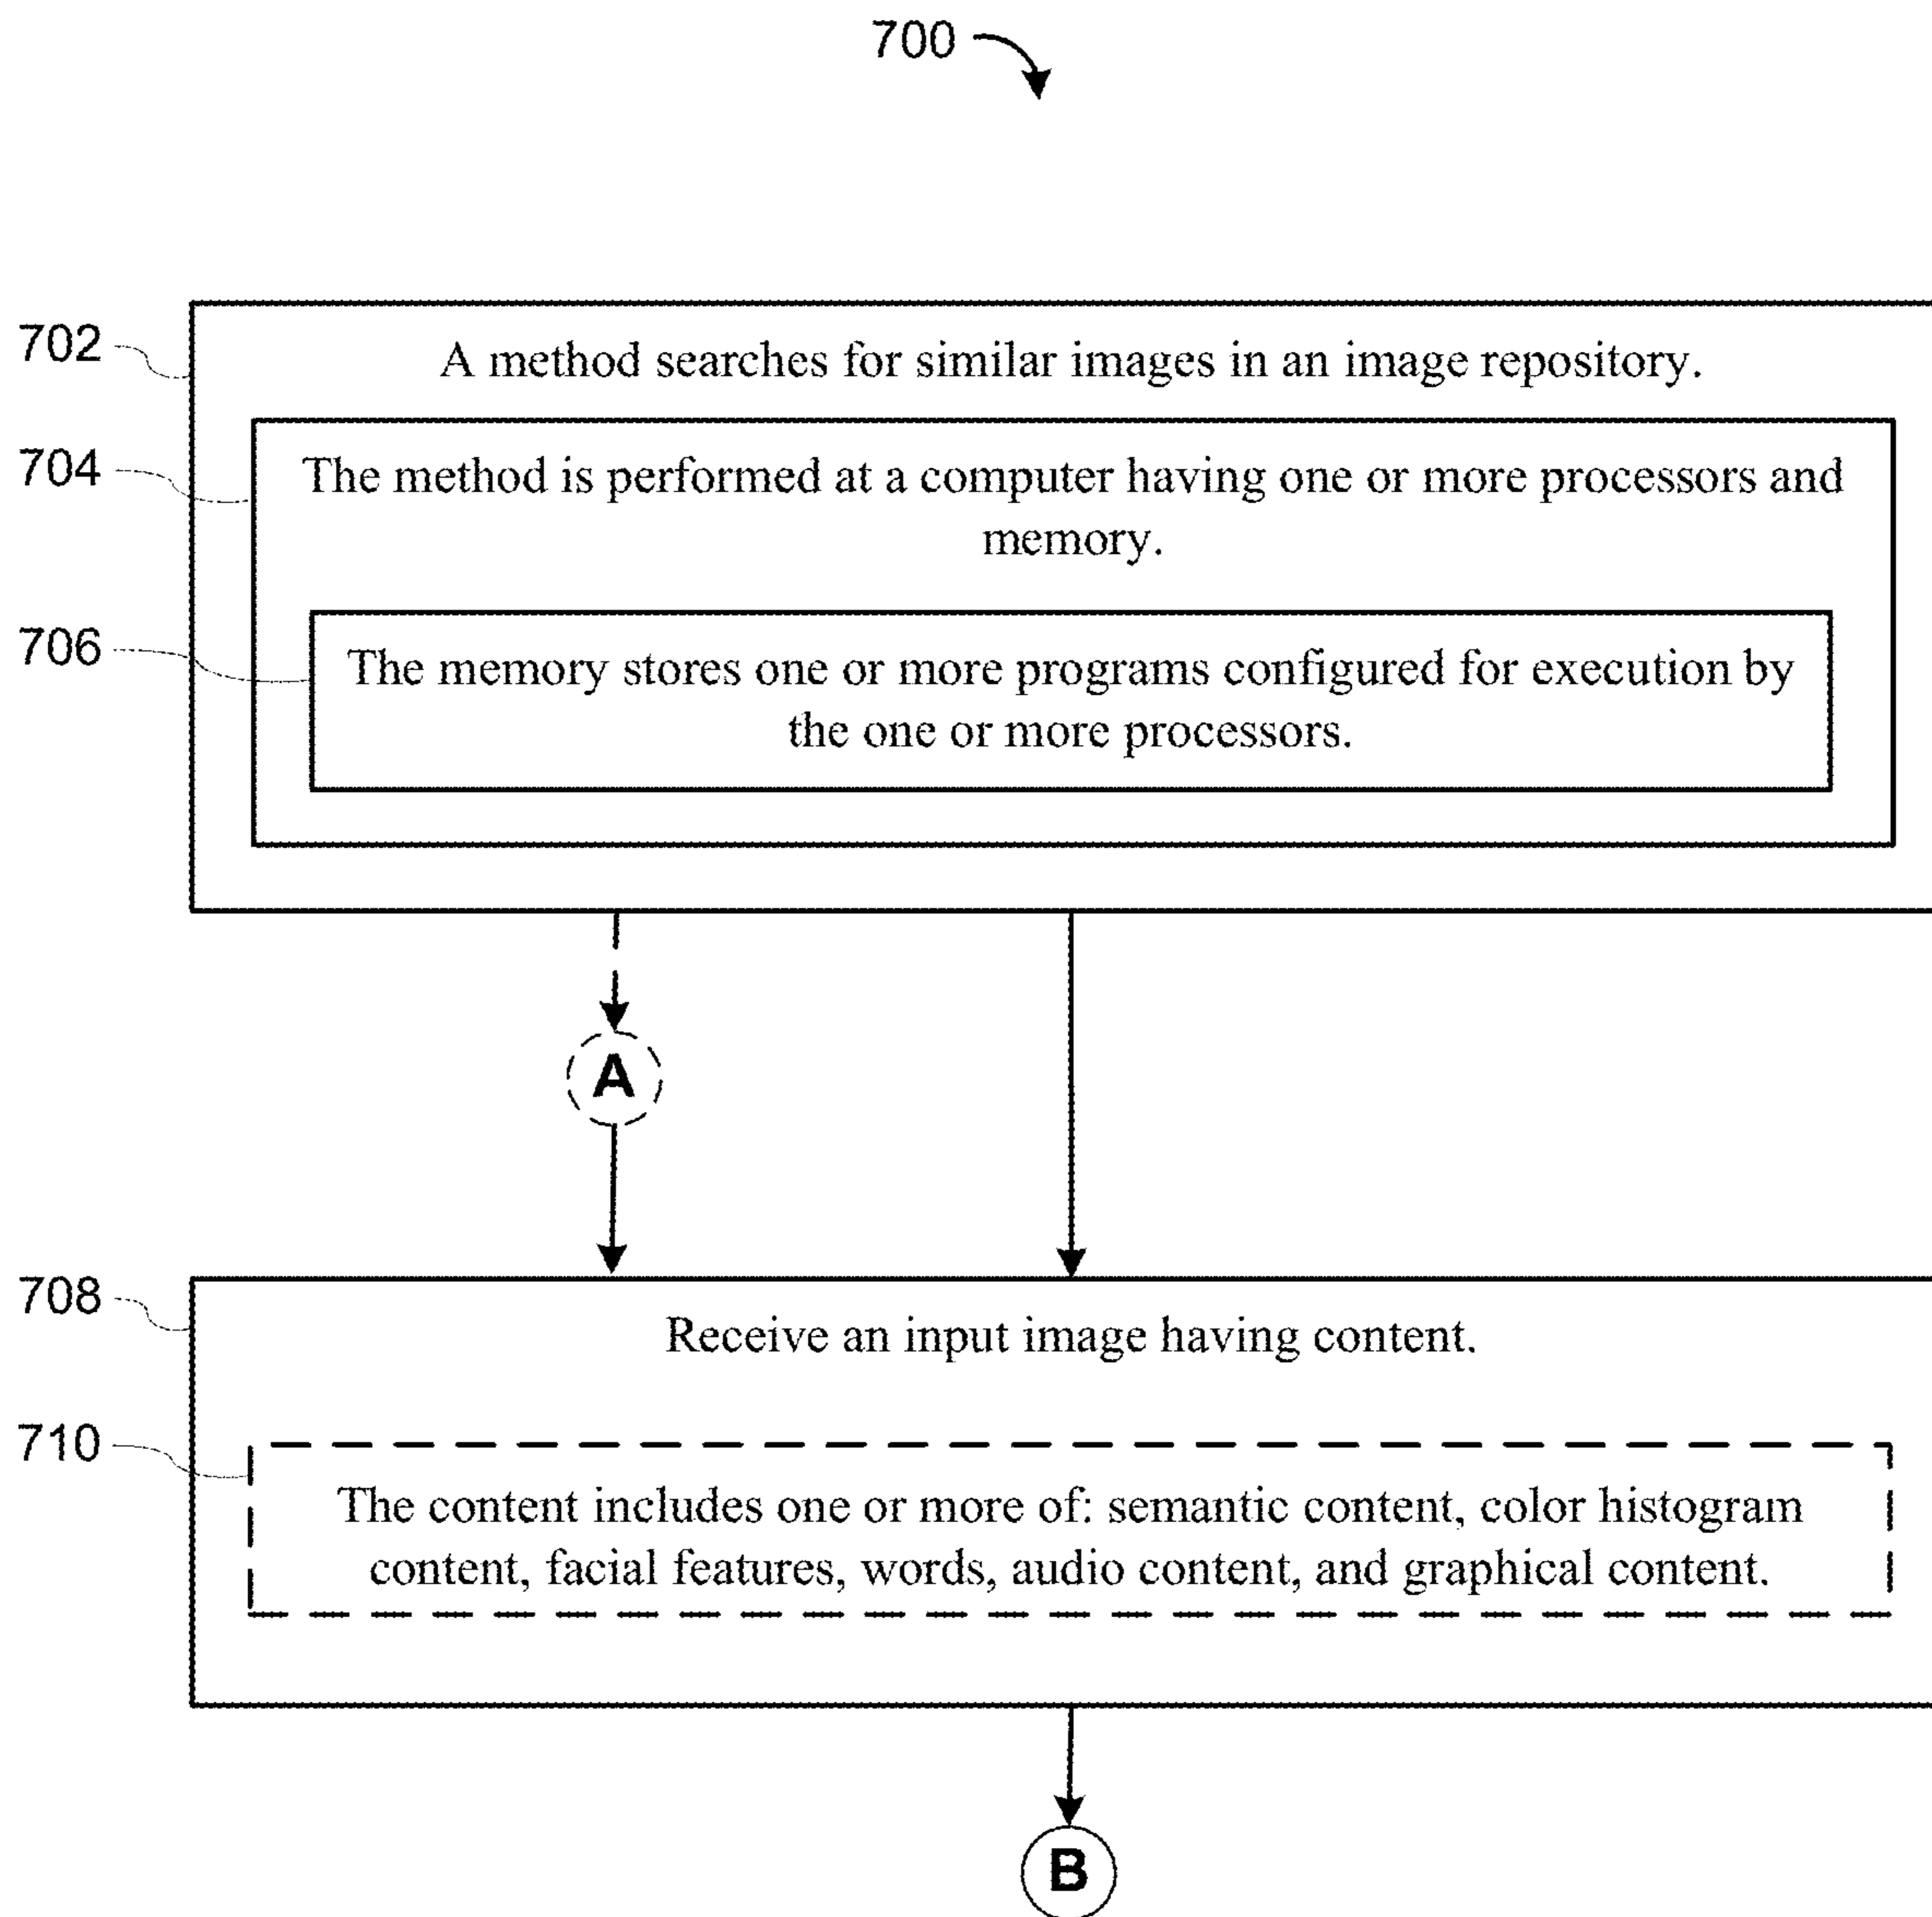 700
702
A method searches for similar images in an image repository.
704
The method is performed at a computer having one or more processors and
memory.
706
The memory stores one or more programs configured for execution by
the one or more processors.
A
708
Receive an input image having content.
710
The content includes one or more of: semantic content, color histogram
content, facial features, words, audio content, and graphical content.
B